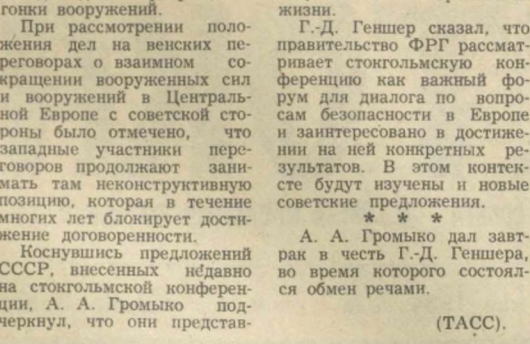 гонки вооружений.
При рассмотрении поло-
жения дел на венских пе-
реговорах о взаимном со-
кращении вооруженных сил
и вооружений в Централь-
ной Европе с советской сто-
роны было отмечено, что
западные участники пере-
говоров продолжают зани-
мать там неконструктивную
позицию, которая в течение
многих лет блокирует дости-
жение договоренности.
Коснувшись предложений
СССР, внесенных недавно
на стокгольмской конферен-
ции, А. А. Громыко под-
черкнул, что они представ-
жизни.
Г.-Д. Геншер сказал, что
правительство ФРГ рассмат-
ривает стокгольмскую кон-
ференцию как важный фо-
рум для диалога по вопро-
сам безопасности в Европе
и заинтересовано в достиже-
нии на ней конкретных ре-
зультатов. В этом контек-
сте будут изучены и новые
советские предложения.
* * *
А. А. Громыко дал завт-
рак в честь Г.-Д. Геншера,
во время которого состоял-
ся обмен речами.
(ТАСС).